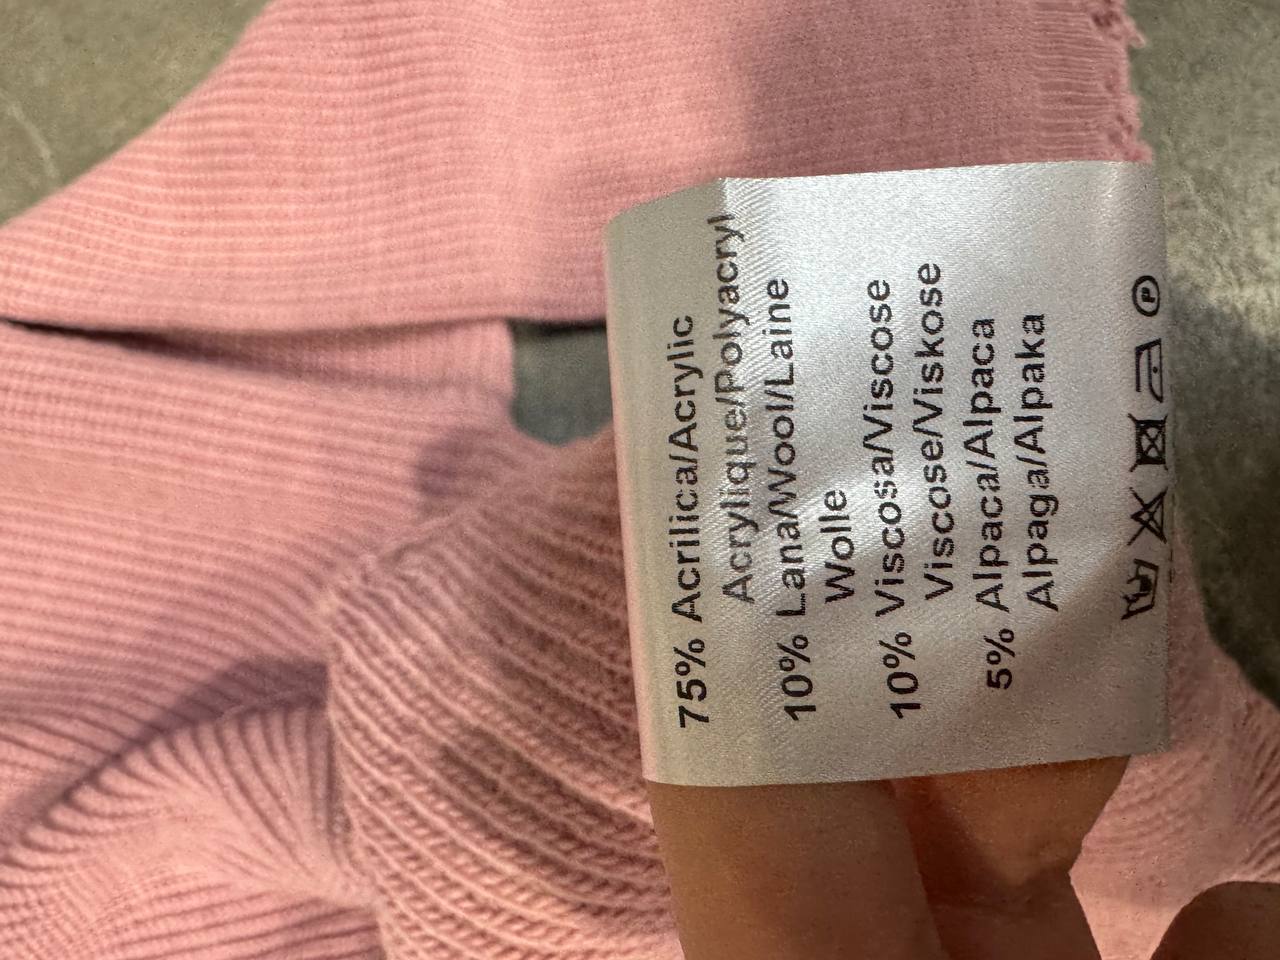 75% Acrilica/Acrylic
Acrylique/Polyacryl
10% Lana/Wool/Laine
Wolle
10% Viscosa/Viscose
Viscose/Viskose
5% Alpaca/Alpaca
Alpaga/Alpaka
P